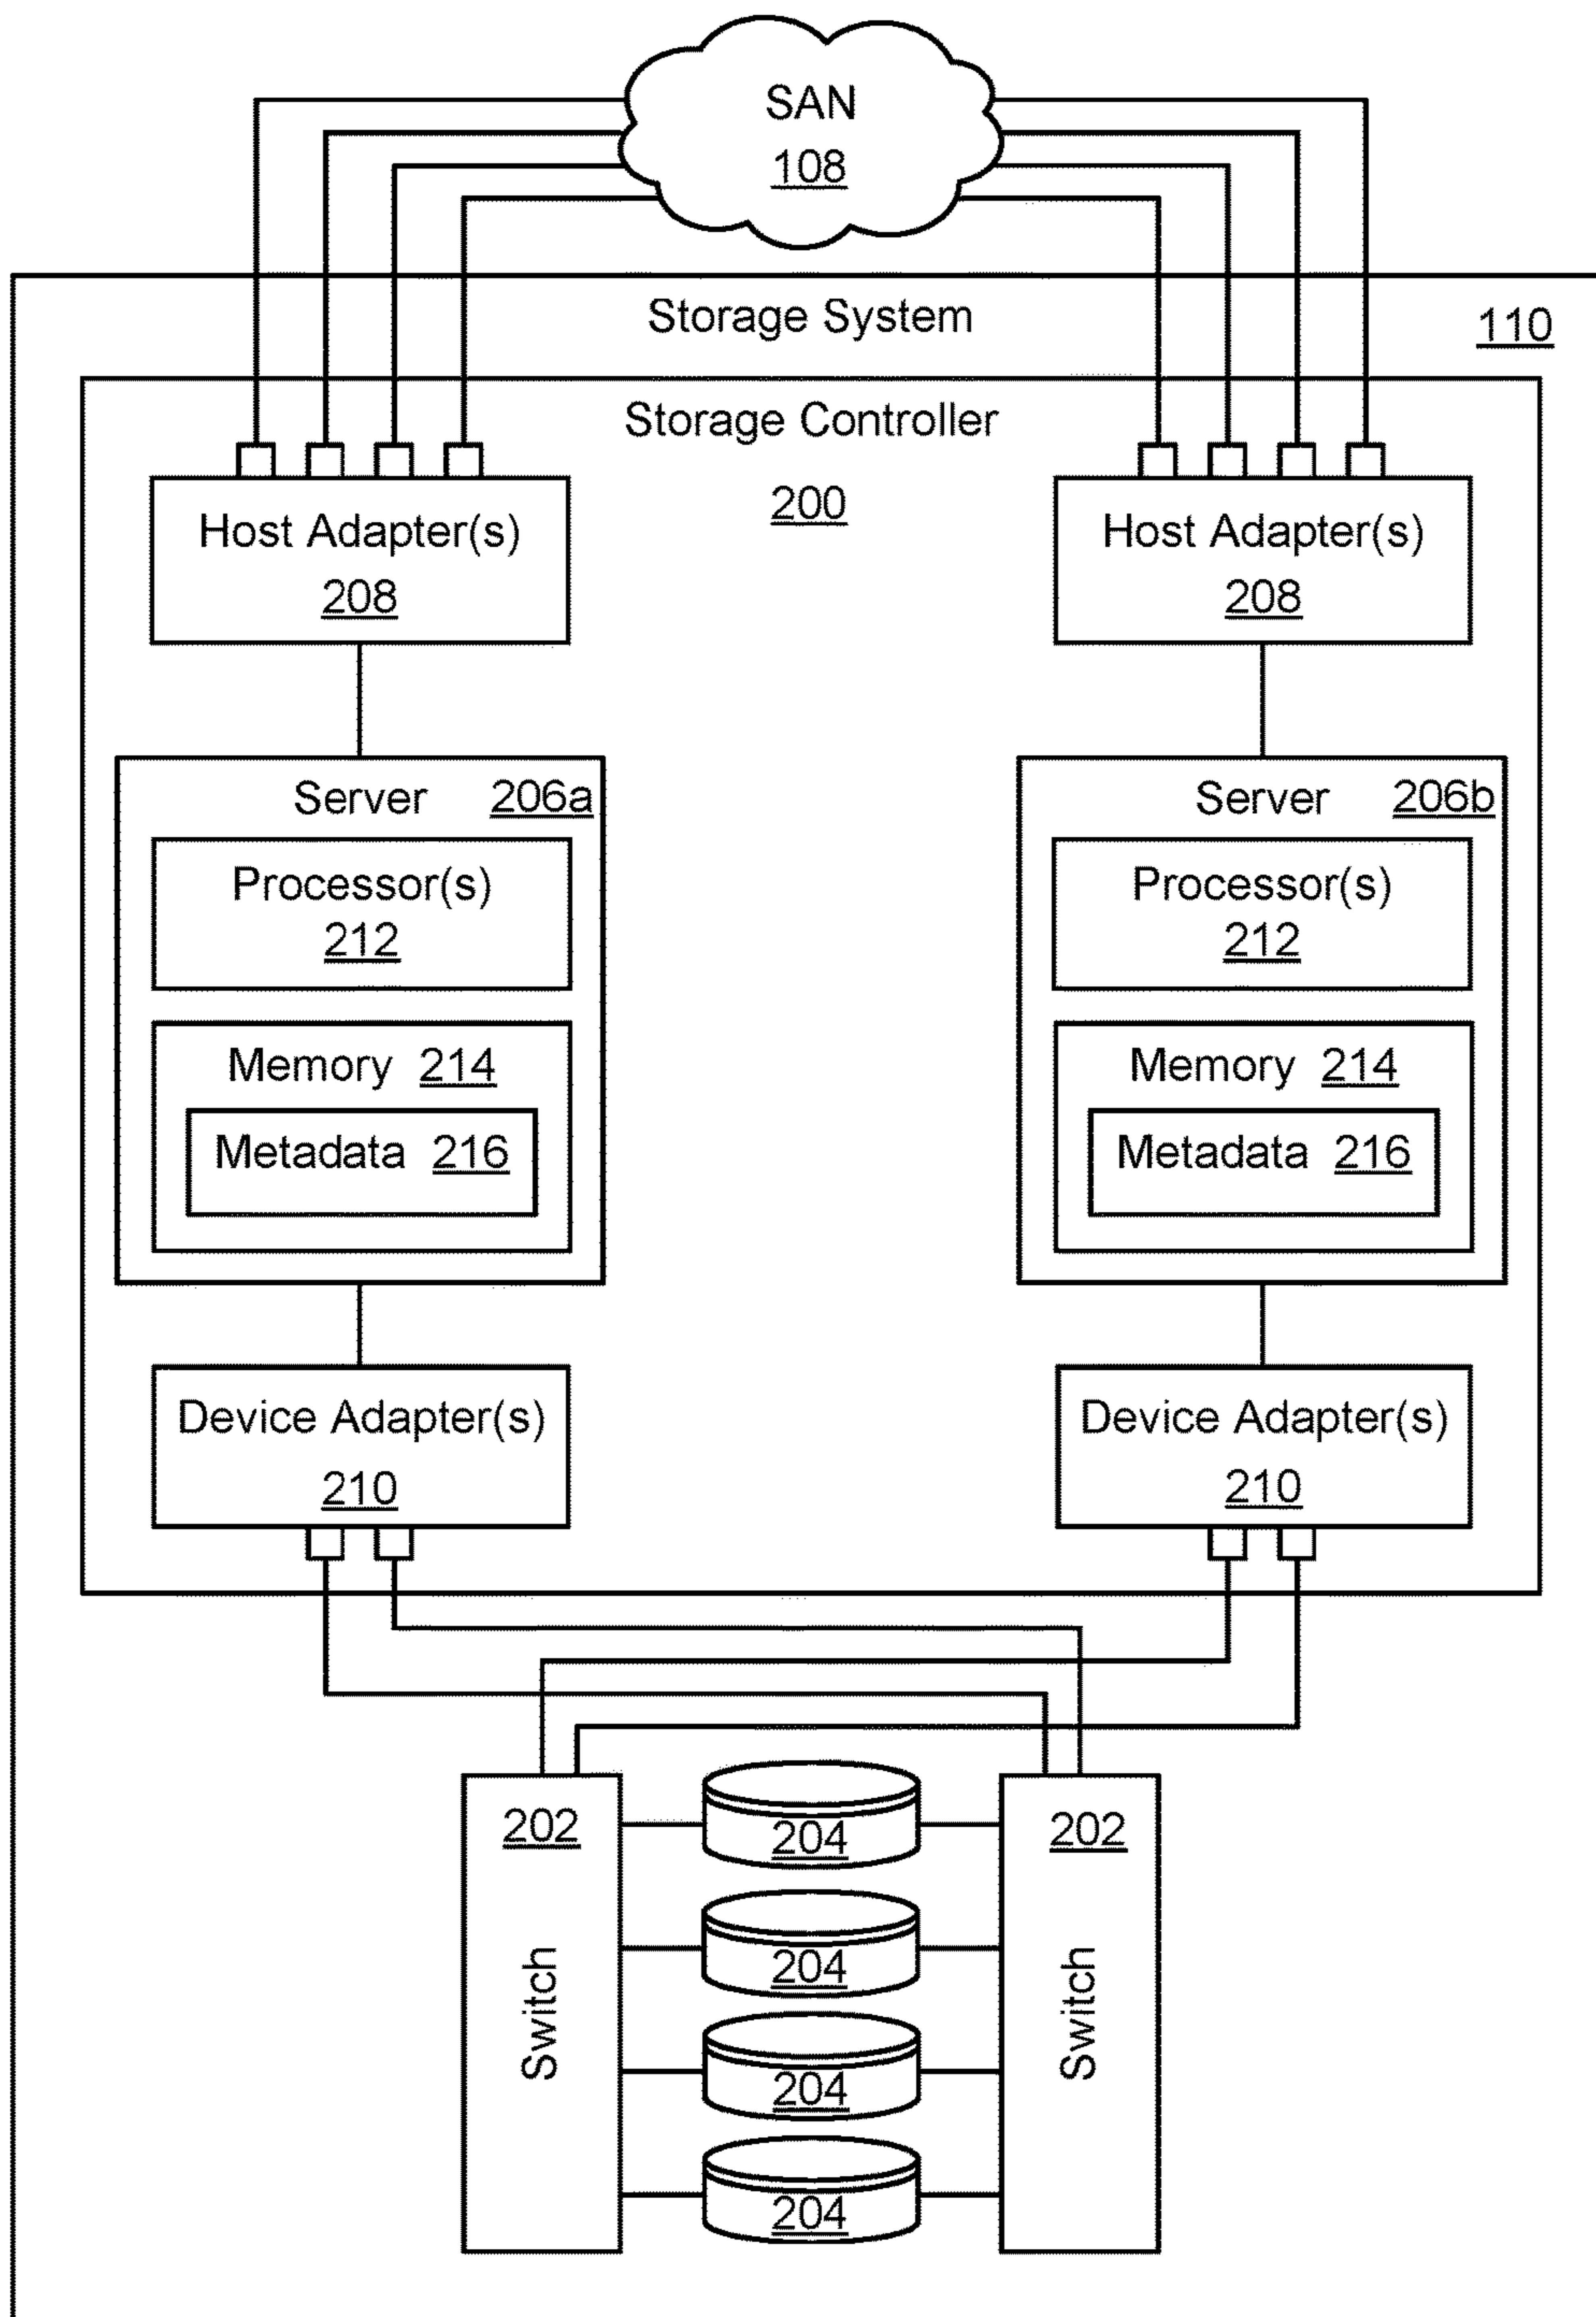 SAN
108
Storage System
110
Storage Controller
200
Host Adapter(s)
208
Host Adapter(s)
208
Server 206a
Processor(s)
212
Memory 214
Metadata 216
Server 206b
Processor(s)
212
Memory 214
Metadata 216
Device Adapter(s)
210
Device Adapter(s)
210
202
Switch
204
204
204
204
202
Switch